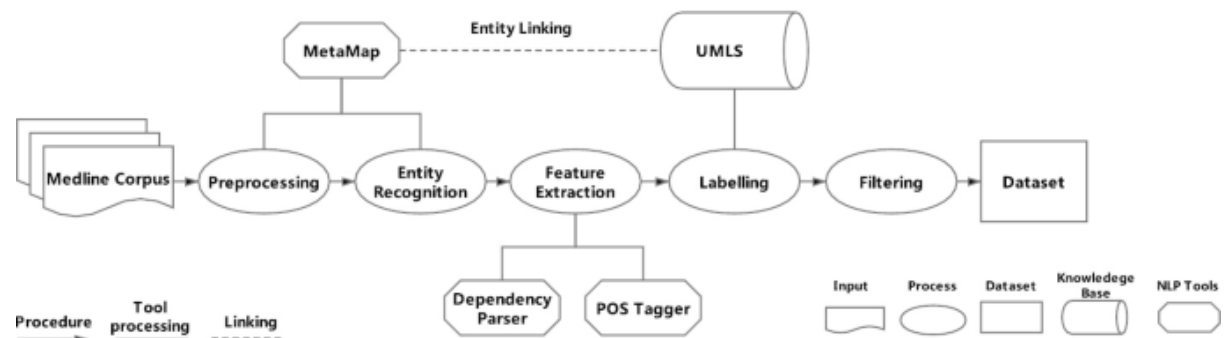 Entity Linking
MetaMap
UMLS
Medline Corpus
Preprocessing
Entity
Recognition
Feature
Extraction
Labelling
Filtering
Dataset
Dependency
Parser
POS Tagger
Procedure
Tool
processing
Linking
Input
Process
Dataset
Knowledege
Base
NLP Tools